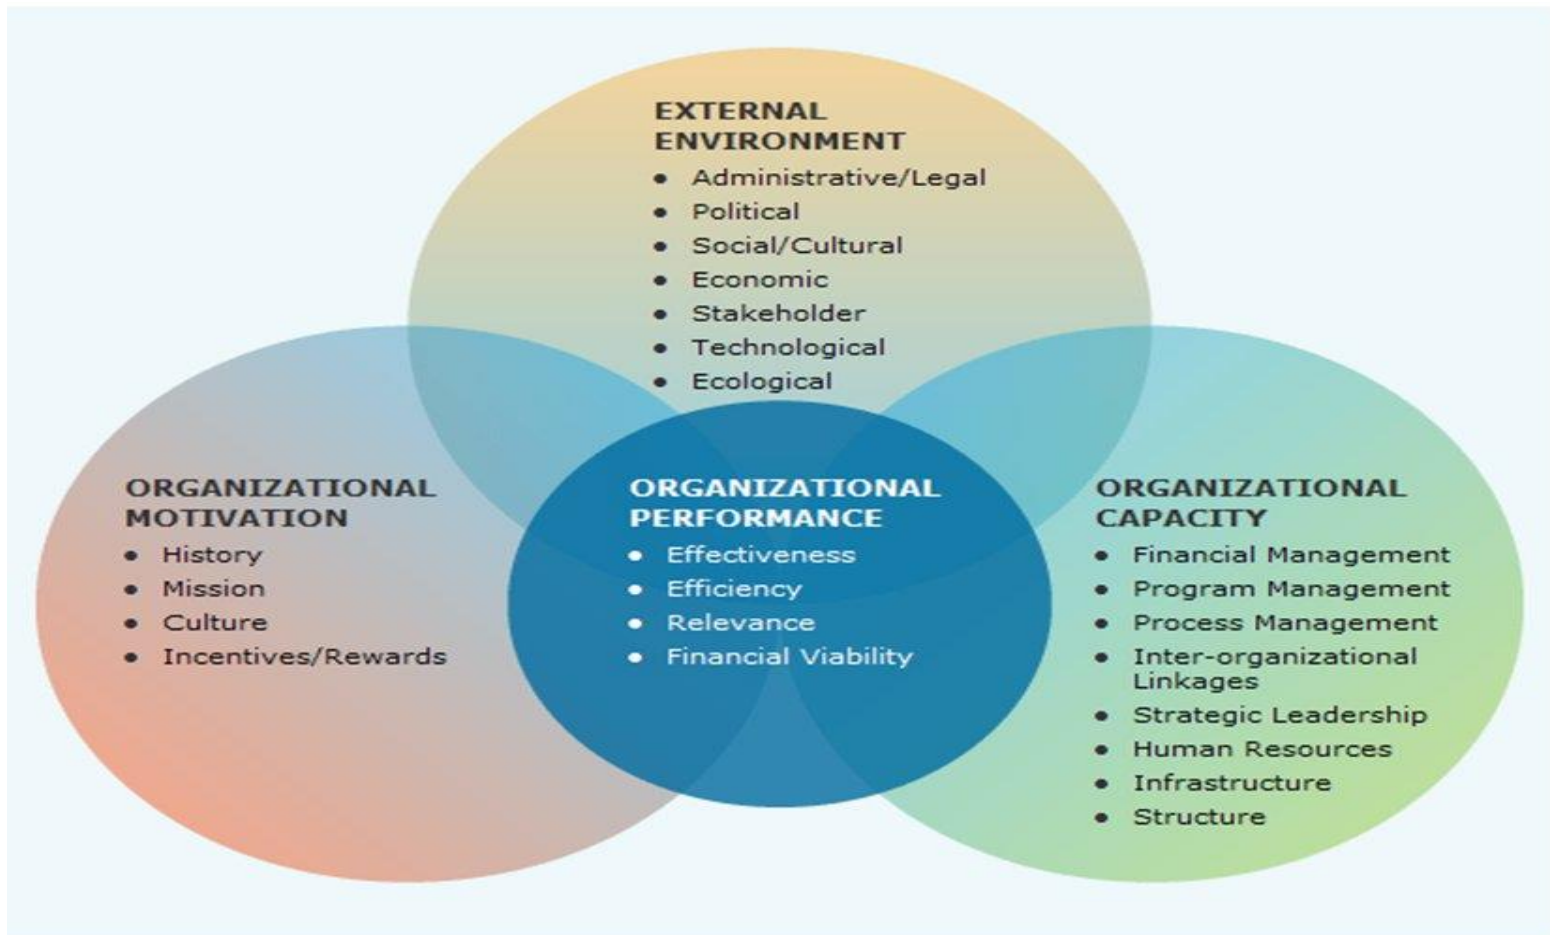 EXTERNAL
ENVIRONMENT
• Administrative/Legal
• Political
• Social/Cultural
• Economic
• Stakeholder
• Technological
• Ecological
ORGANIZATIONAL
MOTIVATION
• History
• Mission
• Culture
• Incentives/Rewards
ORGANIZATIONAL
PERFORMANCE
• Effectiveness
• Efficiency
• Relevance
• Financial Viability
ORGANIZATIONAL
CAPACITY
• Financial Management
• Program Management
• Process Management
• Inter-organizational
Linkages
• Strategic Leadership
• Human Resources
• Infrastructure
• Structure